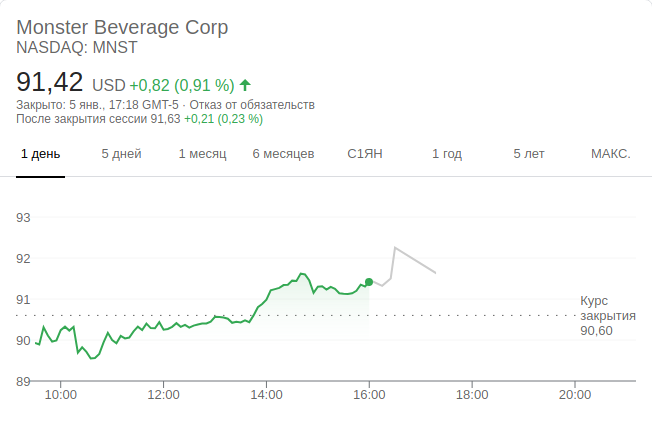 Monster Beverage Corp
NASDAQ: MNST
91,42 USD +0,82 (0,91 %)
Закрыто: 5 янв., 17:18 GMT-5 · Отказ от обязательств
После закрытия сессии 91,63 +0,21 (0,23 %)
1 день 5 дней 1 месяц 6 месяцев С1ЯН 1 год 5 лет МАКС.
93
92
91
90
89
Курс
закрытия
90,60
10:00 12:00 14:00 16:00 18:00 20:00